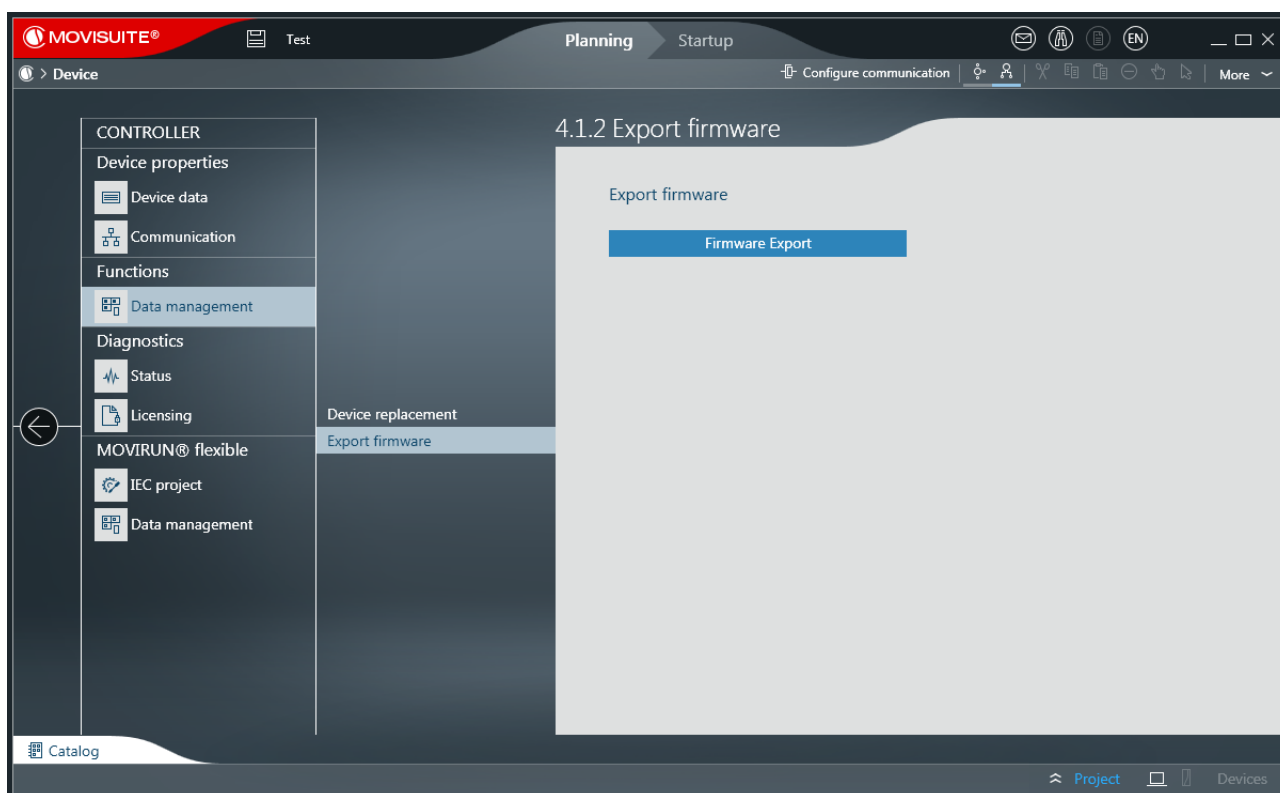 MOVISUITE®
Test
Planning
Startup
EN
> Device
Configure communication
More
CONTROLLER
Device properties
Device data
Communication
Functions
Data management
Diagnostics
Status
Licensing
MOVIRUN® flexible
IEC project
Data management
Device replacement
Export firmware
4.1.2 Export firmware
Export firmware
Firmware Export
Catalog
Project
Devices